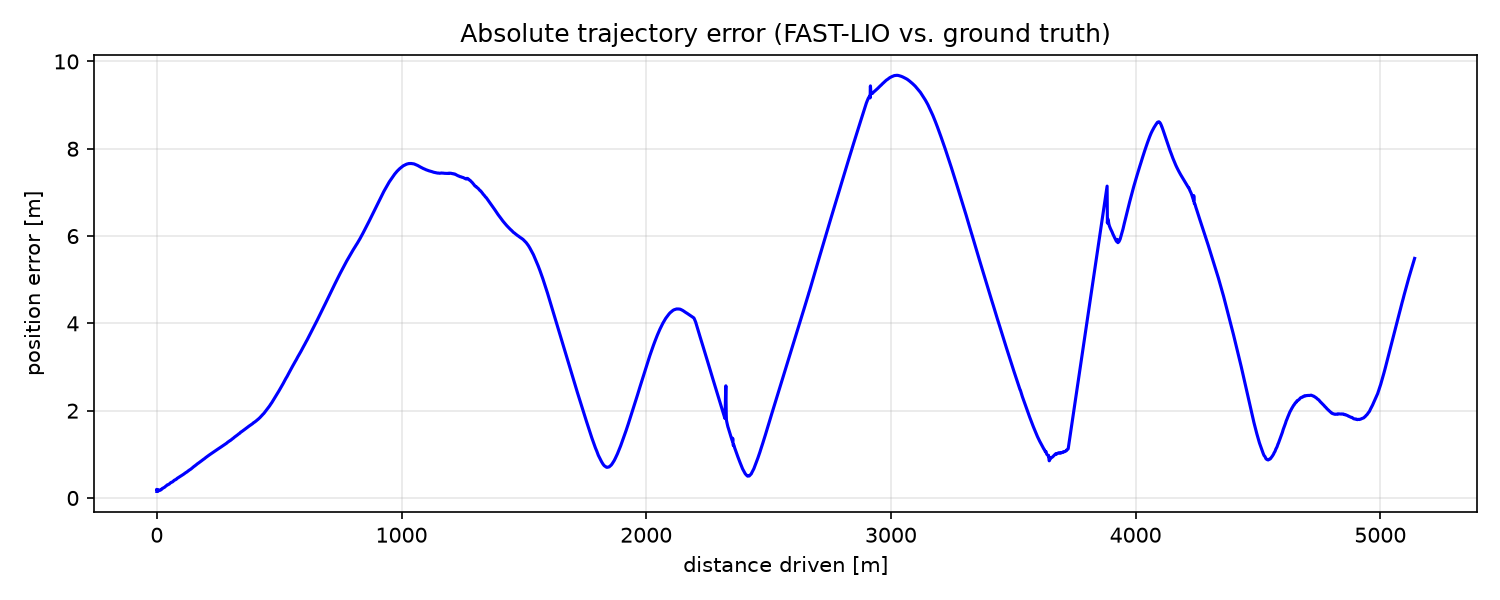 Absolute trajectory error (FAST-LIO vs. ground truth)
position error [m]
10
8
6
4
2
0
0 1000 2000 3000 4000 5000
distance driven [m]